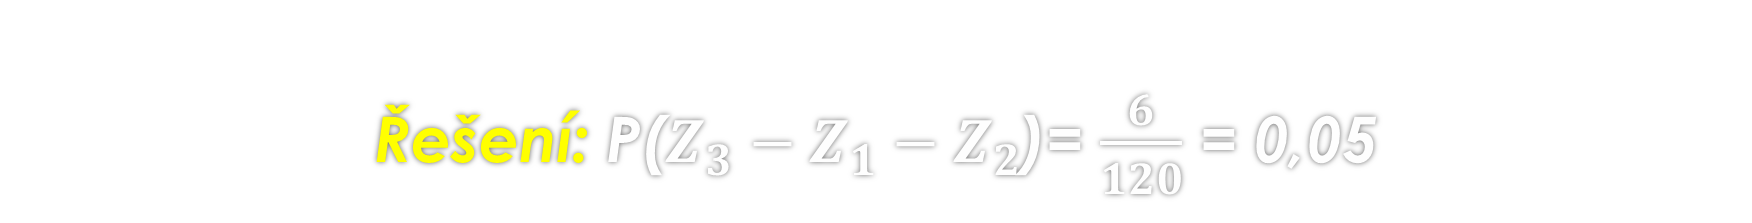 Řešení: P(Z₃ − Z₁ − Z₂)= 6/120 = 0,05